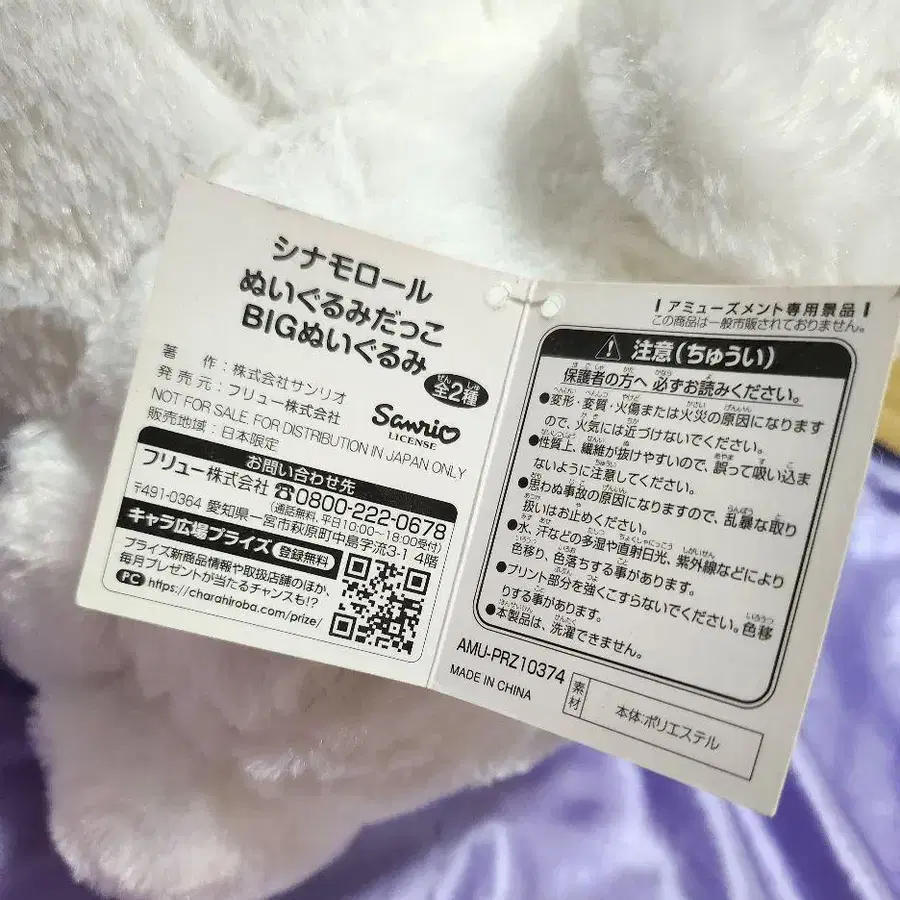 シナモロール
ぬいぐるみだっこ
BIGぬいぐるみ
全2種
ぜん しゅ
著 作:株式会社サンリオ
発売元:フリュー株式会社
NOT FOR SALE. FOR DISTRIBUTION IN JAPAN ONLY
販売地域:日本限定
Sanrio
LICENSE
お問い合わせ先
フリュー株式会社 ☎0800-222-0678
(通話無料、平日10:00~18:00受付)
〒491-0364 愛知県一宮市萩原町中島字流3-1 4階
キャラ広場プライズ 登録無料
プライズ新商品情報や取扱店舗のほか、
毎月プレゼントが当たるチャンスも!?
PC https://charahiroba.com/prize/
アミューズメント専用景品
この商品は一般市販されておりません。
⚠ 注意(ちゅうい)
保護者の方へ 必ずお読みください。
●変形・変質・火傷または火災の原因になります
ので、火気には近づけないでください。
●性質上、繊維が抜けやすいので、誤って吸い込ま
ないように注意してください。
●思わぬ事故の原因になりますので、乱暴な取り
扱いはお止めください。
●水、汗などの多湿や直射日光、紫外線などにより
色移り、色落ちする事があります。
●プリント部分を強くこすらないでください。色移
りする事があります。
●本製品は、洗濯できません。
AMU-PRZ10374
MADE IN CHINA
素材
本体:ポリエステル